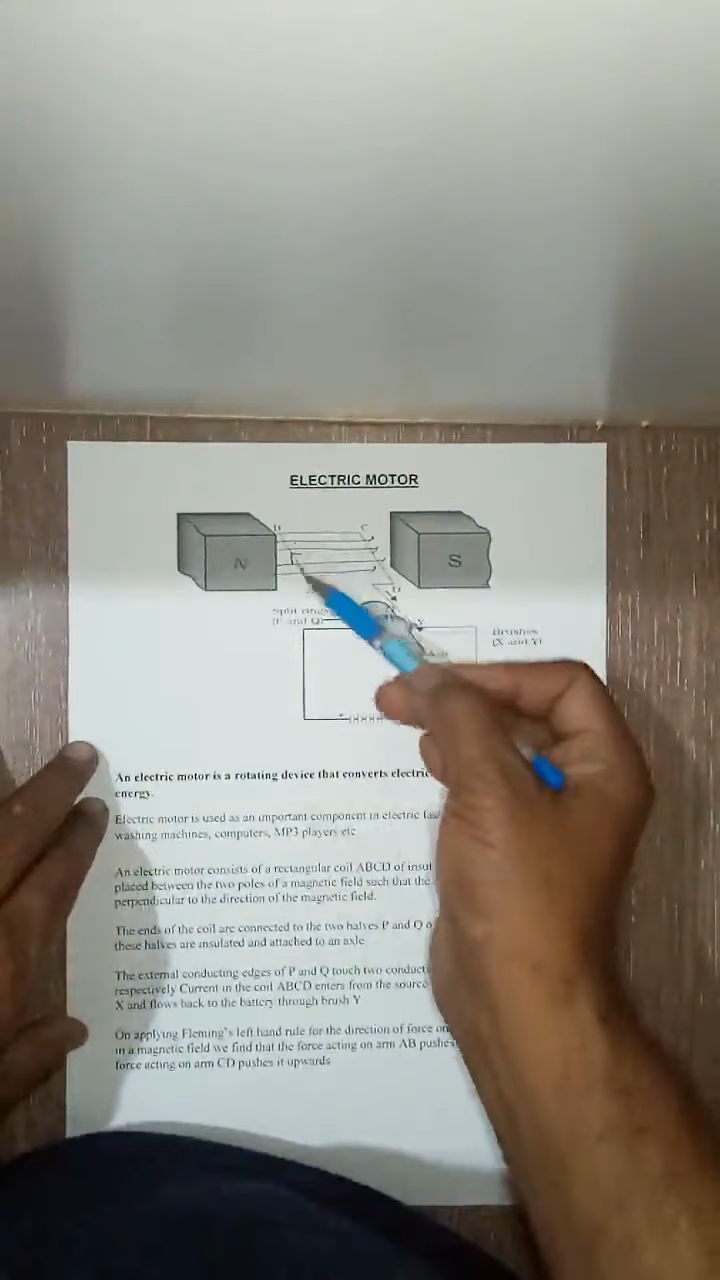 ELECTRIC MOTOR
B C
N S
D
Split rings
(P and Q)
Y
Brushes
(X and Y)
An electric motor is a rotating device that converts electric
energy.
Electric motor is used as an important component in electric
washing machines, computers, MP3 players etc
An electric motor consists of a rectangular coil ABCD of
placed between the two poles of a magnetic field such that the
perpendicular to the direction of the magnetic field.
The ends of the coil are connected to the two halves P and Q
these halves are insulated and attached to an axle
The external conducting edges of P and Q touch two
respectively Current in the coil ABCD enters from the source
X and flows back to the battery through brush Y
On applying Fleming's left hand rule for the direction of force on
in a magnetic field we find that the force acting on arm AB pushes
force acting on arm CD pushes it upwards